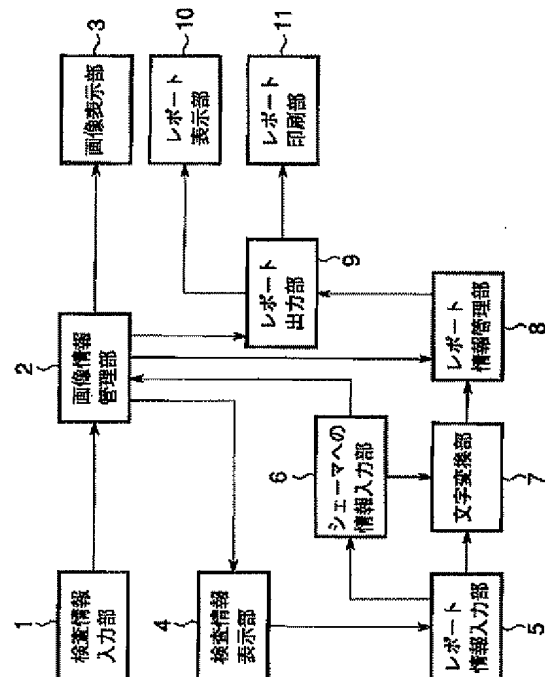 1
検査情報
入力部
2
画像情報
管理部
3
画像表示部
4
検査情報
表示部
5
レポート
情報入力部
6
シェーマへの
情報入力部
7
文字変換部
8
レポート
情報管理部
9
レポート
出力部
10
レポート
表示部
11
レポート
印刷部